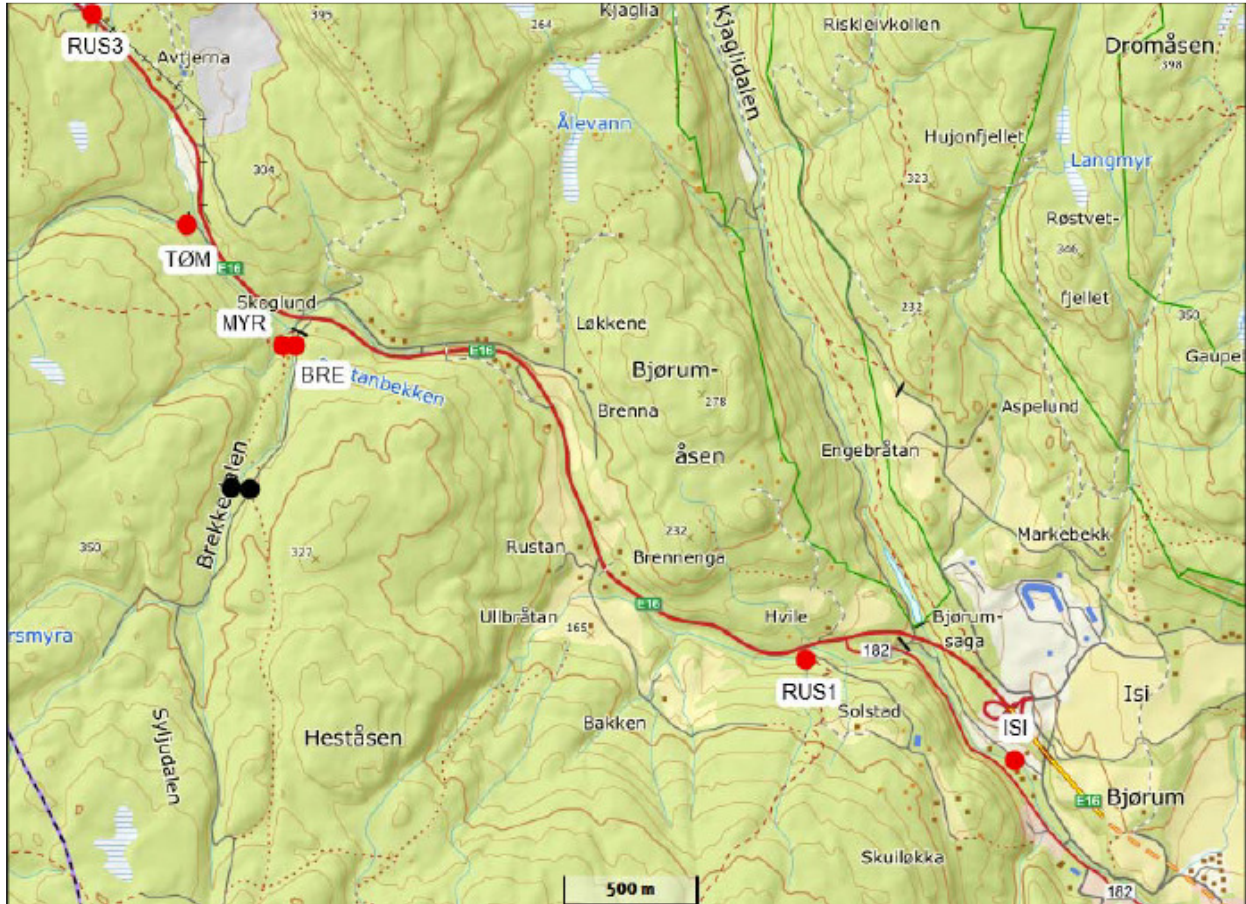 395
264
Kjaglia
Kjaglidalen
Riskleivkollen
Dromåsen
398
RUS3
Avtjerna
Ålevann
Hujonfjellet
Langmyr
304
323
Røstvet-
346
fjellet
TØM
E16
Skoglund
232
350
MYR
Løkkene
E16
Gaupel
BRE
tanbekken
Bjørum-
278
Brenna
Aspelund
åsen
Engebråtan
Brekkedalen
350
327
Rustan
232
Brennenga
Markebekk
E16
Ullbråtan
165
Hvile
Bjørum-
saga
ersmyra
182
RUS1
Isi
Syljudalen
Heståsen
Bakken
Solstad
ISI
E16
Bjørum
Skuiløkka
500 m
182